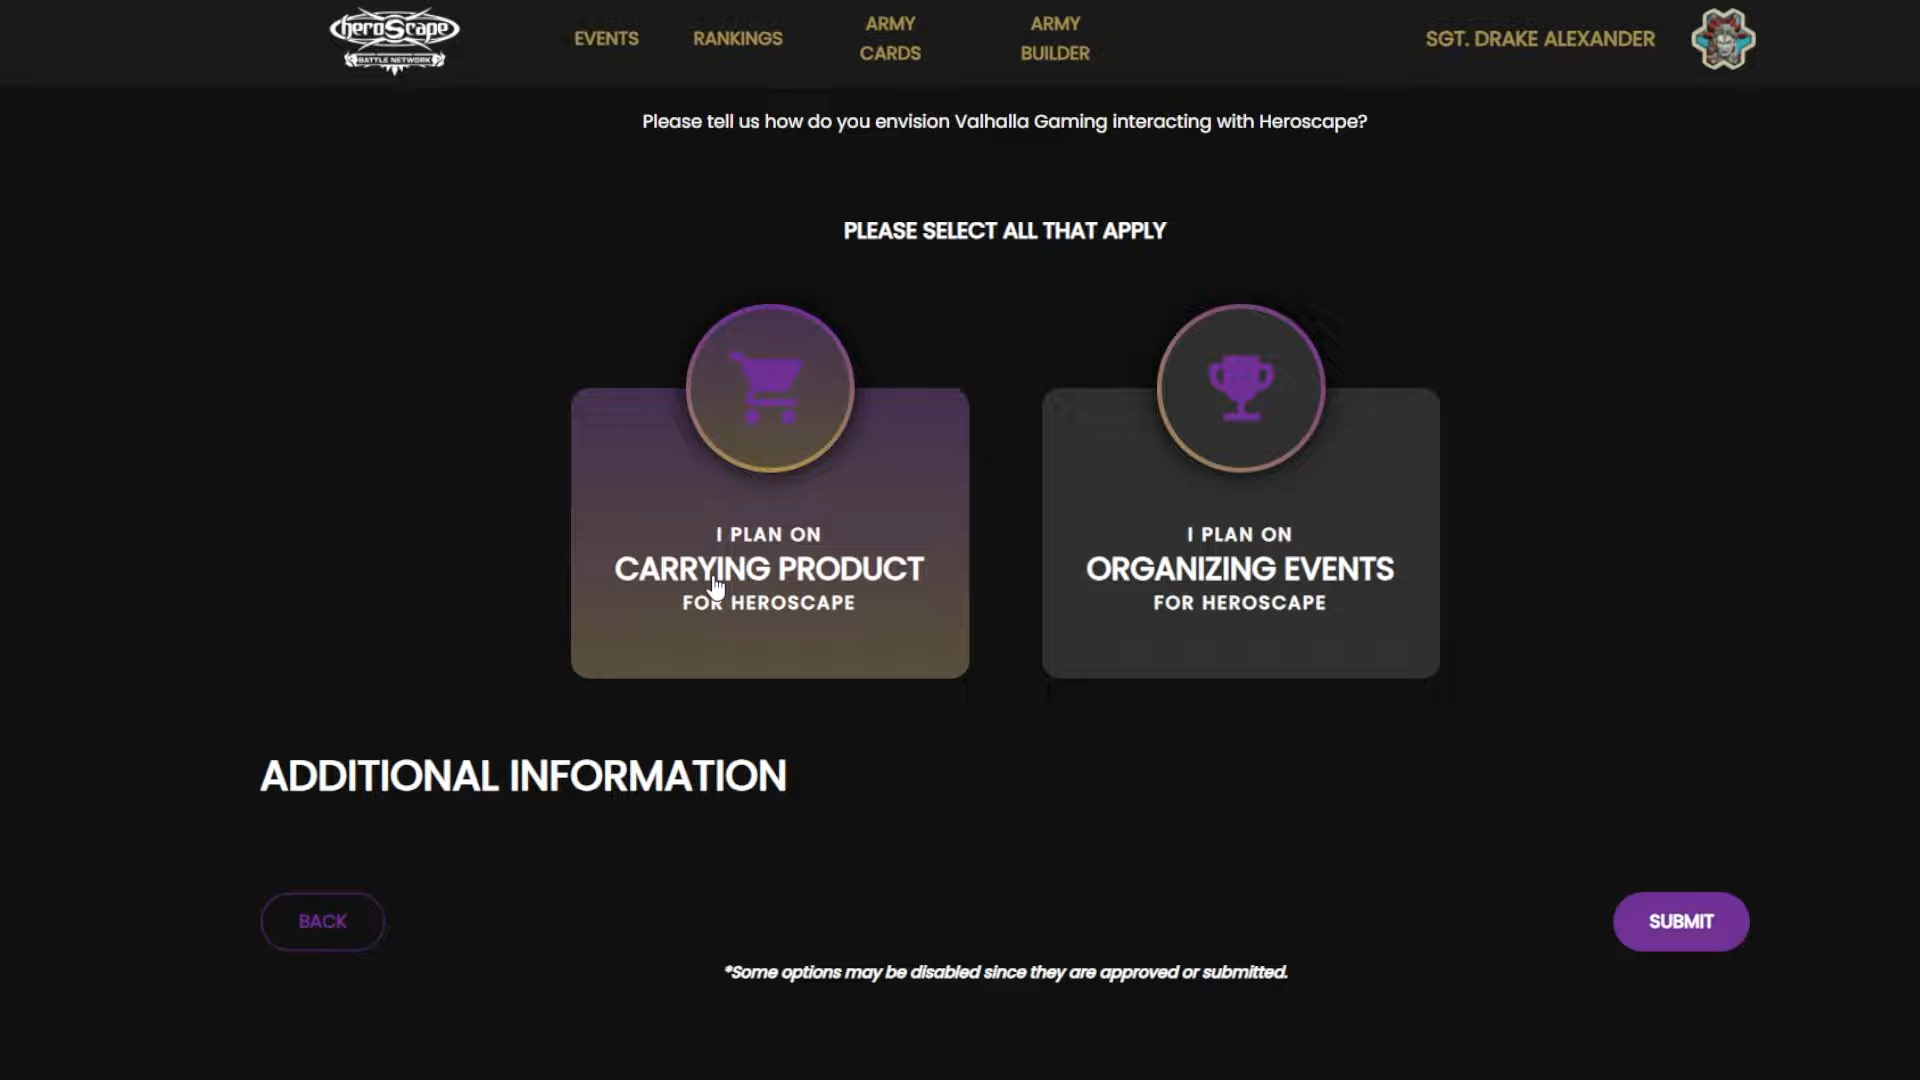 heroScape
BATTLE NETWORK
EVENTS
RANKINGS
ARMY
CARDS
ARMY
BUILDER
SGT. DRAKE ALEXANDER
Please tell us how do you envision Valhalla Gaming interacting with Heroscape?
PLEASE SELECT ALL THAT APPLY
I PLAN ON
CARRYING PRODUCT
FOR HEROSCAPE
I PLAN ON
ORGANIZING EVENTS
FOR HEROSCAPE
ADDITIONAL INFORMATION
BACK
SUBMIT
*Some options may be disabled since they are approved or submitted.